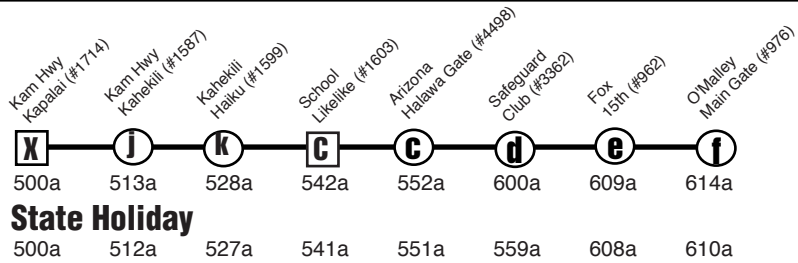 Kam Hwy
Kapalai (#1714)
Kam Hwy
Kahekili (#1587)
Kahekili
Haiku (#1599)
School
Likelike (#1603)
Arizona
Halawa Gate (#4498)
Safeguard
Club (#3362)
Fox
15th (#962)
O'Malley
Main Gate (#976)
X j k C c d e f
500a 513a 528a 542a 552a 600a 609a 614a
State Holiday
500a 512a 527a 541a 551a 559a 608a 610a